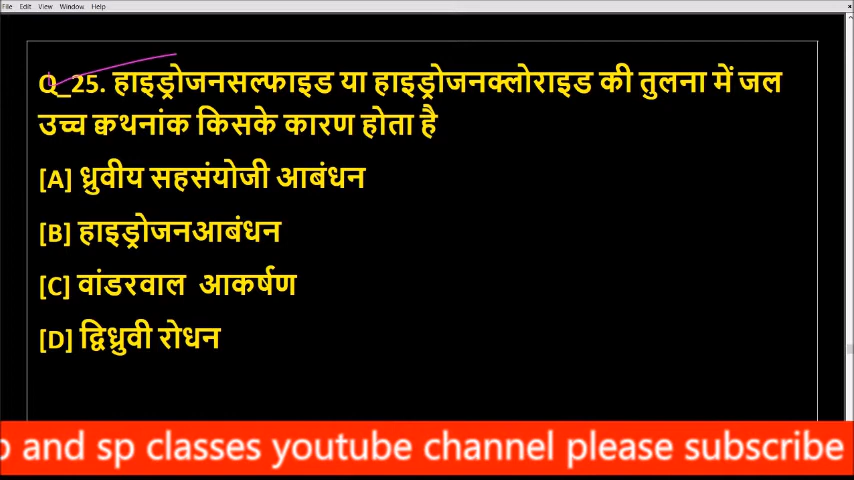 File Edit View Window Help
Q_25. हाइड्रोजनसल्फाइड या हाइड्रोजनक्लोराइड की तुलना में जल
उच्च क्वथनांक किसके कारण होता है
[A] ध्रुवीय सहसंयोजी आबंधन
[B] हाइड्रोजनआबंधन
[C] वांडरवाल आकर्षण
[D] द्विध्रुवी रोधन
and sp classes youtube channel please subscribe